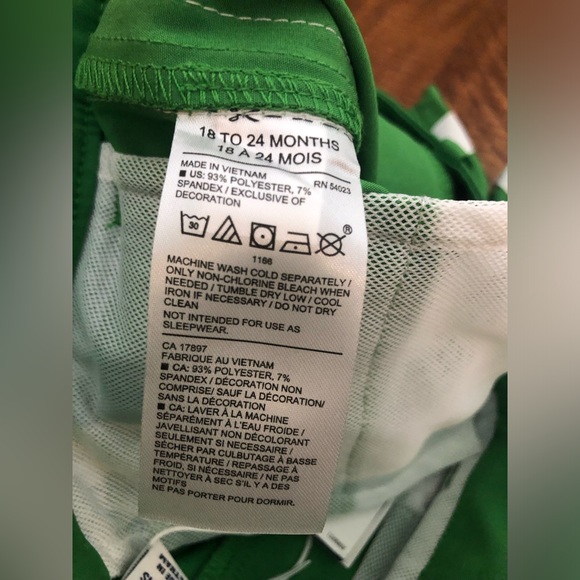 18 TO 24 MONTHS
18 À 24 MOIS
MADE IN VIETNAM RN 54023
■ US: 93% POLYESTER, 7%
SPANDEX / EXCLUSIVE OF
DECORATION
30
®
1166
MACHINE WASH COLD SEPARATELY /
ONLY NON-CHLORINE BLEACH WHEN
NEEDED / TUMBLE DRY LOW / COOL
IRON IF NECESSARY / DO NOT DRY
CLEAN
NOT INTENDED FOR USE AS
SLEEPWEAR.
CA 17897
FABRIQUE AU VIETNAM
■ CA: 93% POLYESTER, 7%
SPANDEX / DÉCORATION NON
COMPRISE/ SAUF LA DÉCORATION/
SANS LA DÉCORATION
■ CA: LAVER À LA MACHINE
SÉPARÉMENT À L'EAU FROIDE /
JAVELLISANT NON DÉCOLORANT
SEULEMENT SI NECESSAIRE /
SÉCHER PAR CULBUTAGE À BASSE
TEMPÉRATURE / REPASSAGE À
FROID, SI NÉCESSAIRE / NE PAS
NETTOYER À SEC S'IL Y A DES
MOTIFS
NE PAS PORTER POUR DORMIR.